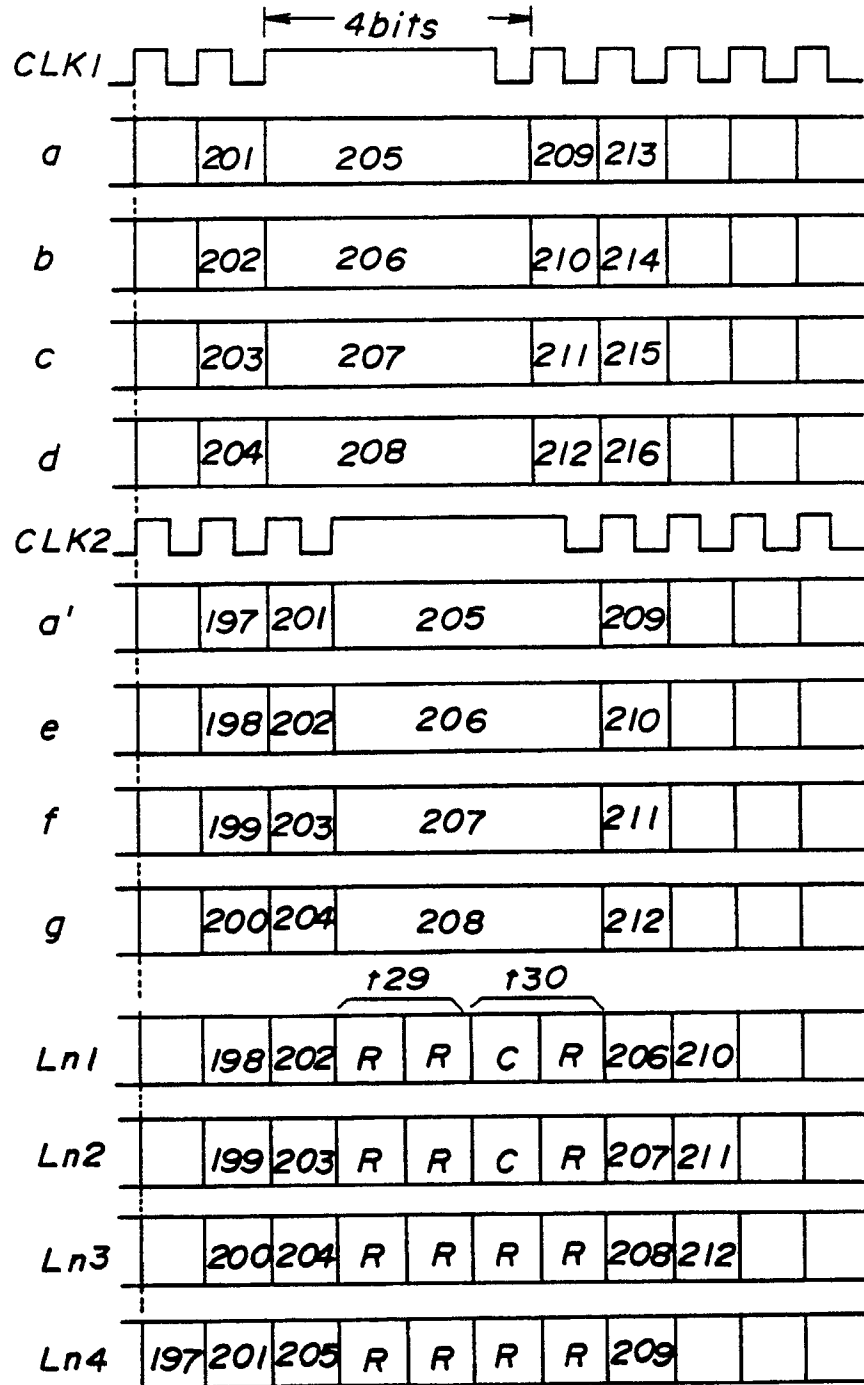 4bits
CLK1
a 201 205 209 213
b 202 206 210 214
c 203 207 211 215
d 204 208 212 216
CLK2
a' 197 201 205 209
e 198 202 206 210
f 199 203 207 211
g 200 204 208 212
t29 t30
Ln1 198 202 R R C R 206 210
Ln2 199 203 R R C R 207 211
Ln3 200 204 R R R R 208 212
Ln4 197 201 205 R R R R 209